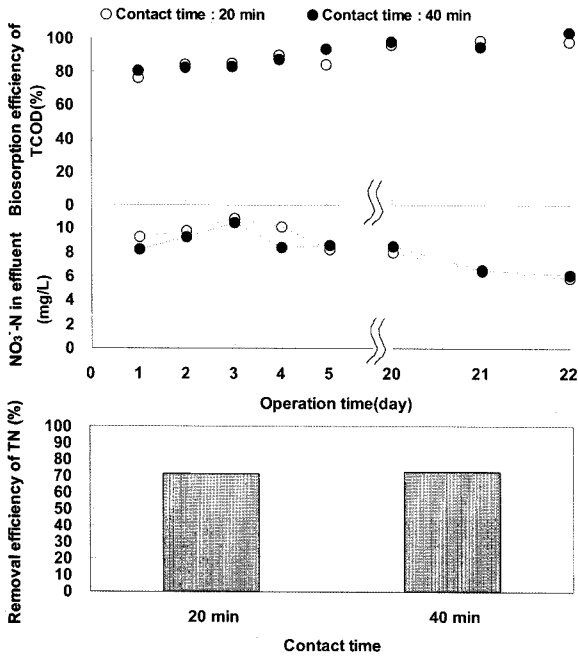 Contact time : 20 min Contact time : 40 min
Biosorption efficiency of
TCOD(%)
100
80
60
40
20
0
NO3⁻-N in effluent
(mg/L)
10
8
6
4
2
0
0 1 2 3 4 5 20 21 22
Operation time(day)
Removal efficiency of TN (%)
100
90
80
70
60
50
40
30
20
10
0
20 min 40 min
Contact time